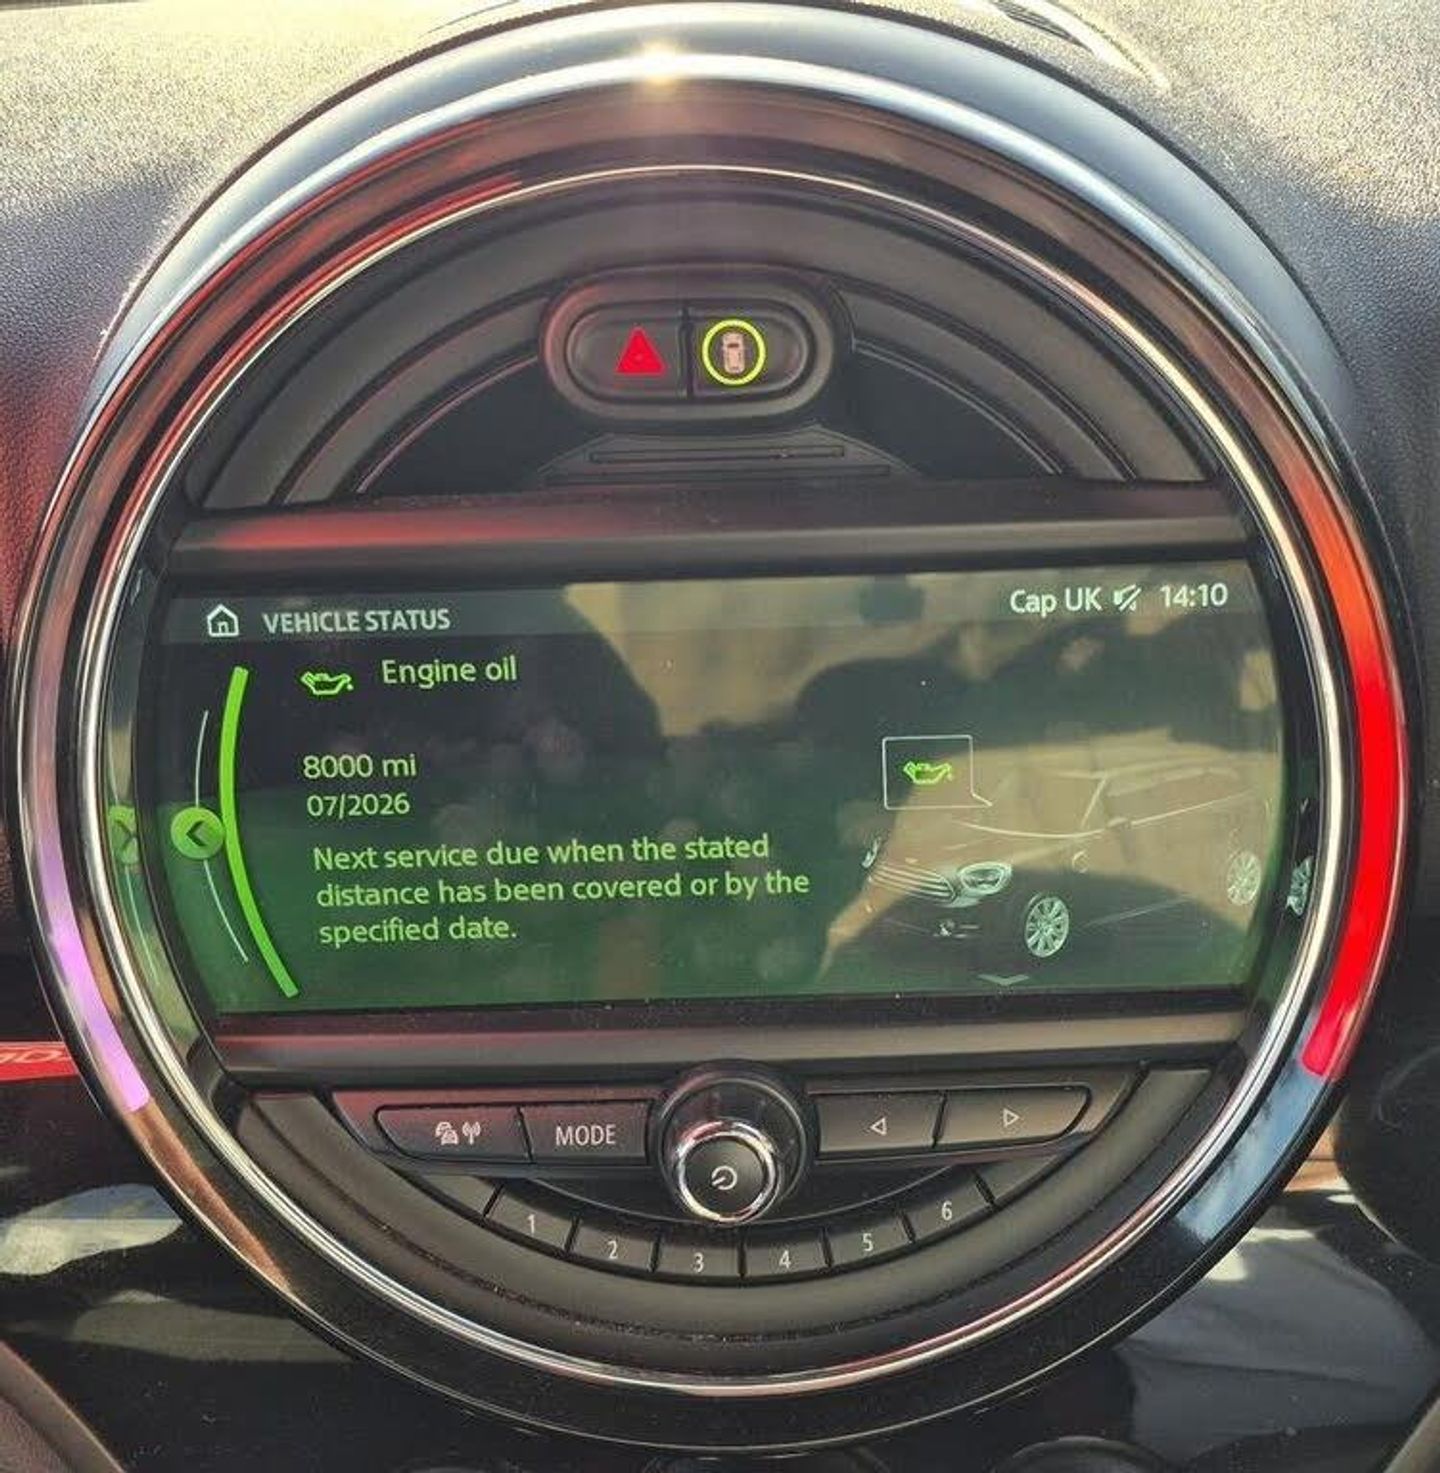 VEHICLE STATUS
Cap UK 14:10
Engine oil
8000 mi
07/2026
Next service due when the stated
distance has been covered or by the
specified date.
MODE
1
2
3
4
5
6